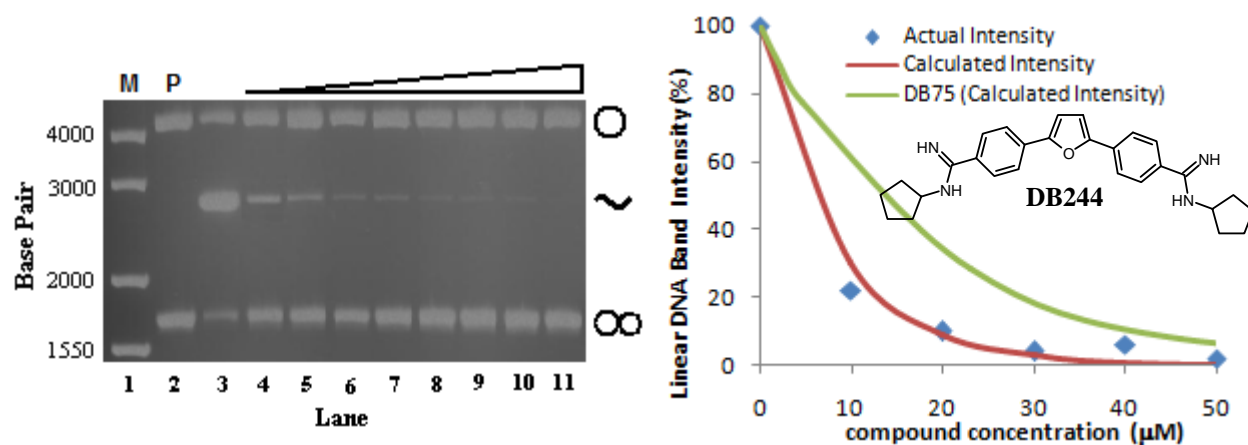 M P
4000
3000
2000
1550
Base Pair
1 2 3 4 5 6 7 8 9 10 11
Lane
100
80
60
40
20
0
Linear DNA Band Intensity (%)
Actual Intensity
Calculated Intensity
DB75 (Calculated Intensity)
NH
NH
O
NH
HN
DB244
0 10 20 30 40 50
compound concentration (µM)